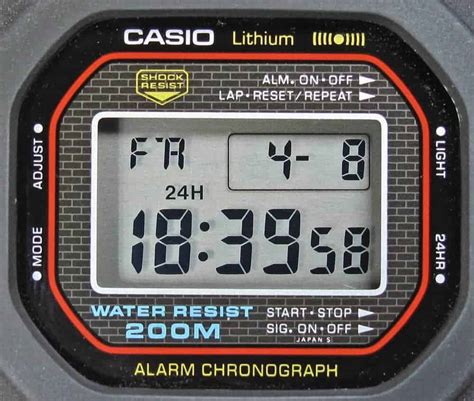 CASIO Lithium
SHOCK RESIST
ALM. ON·OFF
LAP·RESET/REPEAT
ADJUST
LIGHT
FR 4- 8
24H
18:39 58
MODE
24HR
WATER RESIST
200M
START·STOP
SIG. ON·OFF
JAPAN S
ALARM CHRONOGRAPH